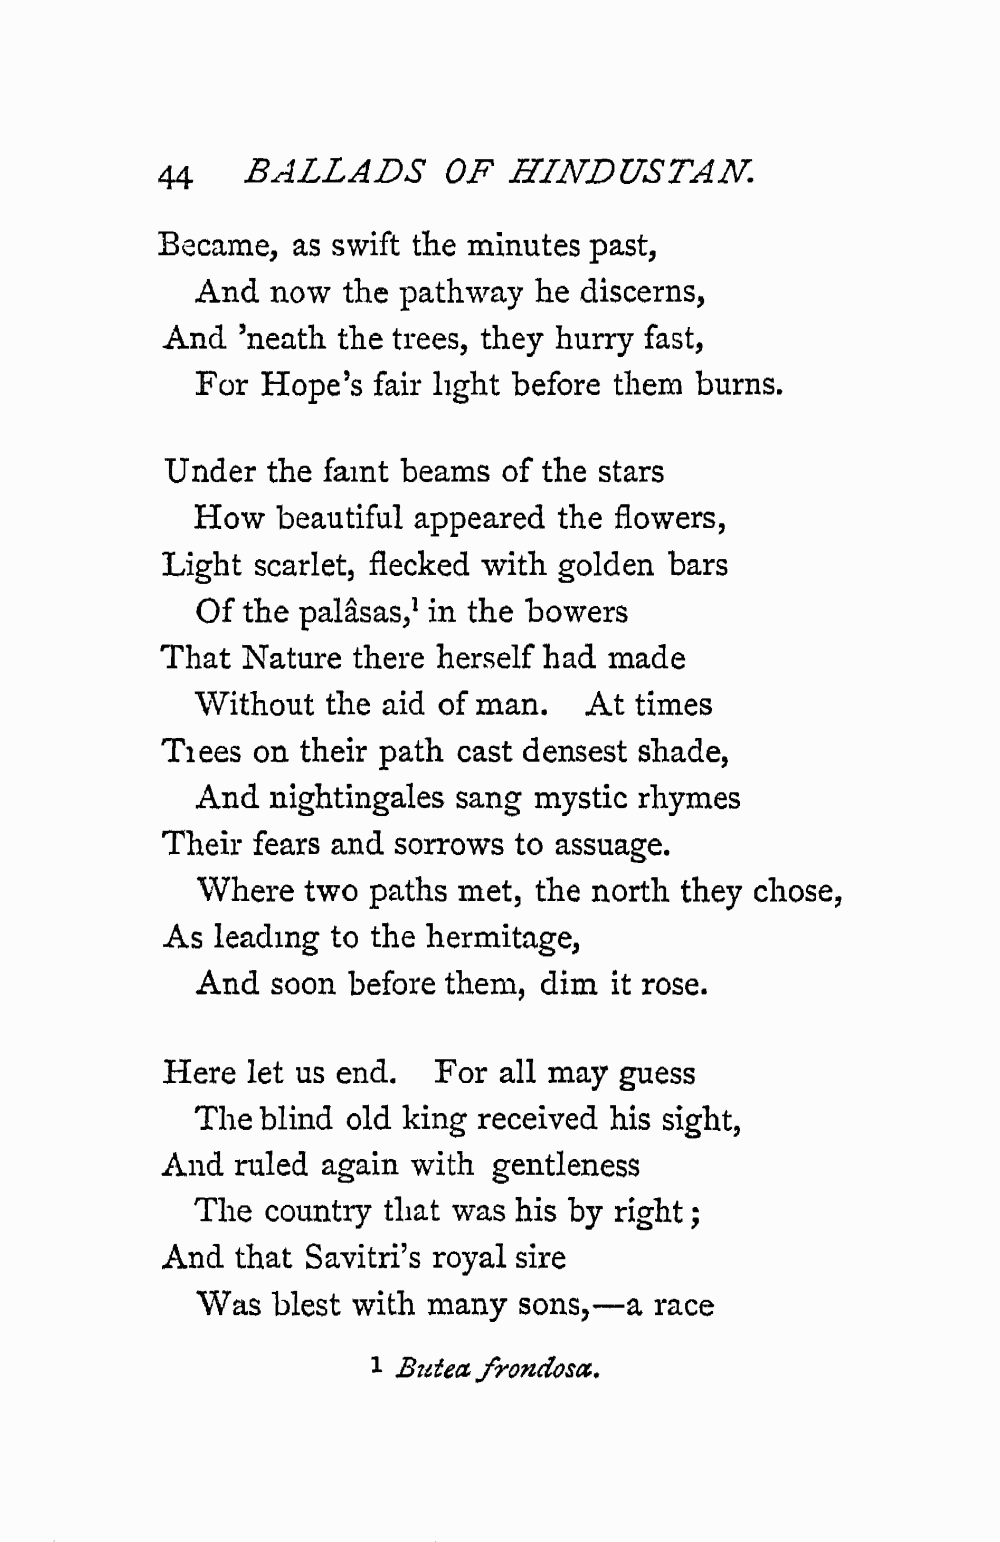 44 BALLADS OF HINDUSTAN.
Became, as swift the minutes past,
And now the pathway he discerns,
And ’neath the trees, they hurry fast,
For Hope’s fair light before them burns.
Under the faint beams of the stars
How beautiful appeared the flowers,
Light scarlet, flecked with golden bars
Of the palâsas,¹ in the bowers
That Nature there herself had made
Without the aid of man. At times
Trees on their path cast densest shade,
And nightingales sang mystic rhymes
Their fears and sorrows to assuage.
Where two paths met, the north they chose,
As leading to the hermitage,
And soon before them, dim it rose.
Here let us end. For all may guess
The blind old king received his sight,
And ruled again with gentleness
The country that was his by right;
And that Savitri’s royal sire
Was blest with many sons,—a race
1 Butea frondosa.